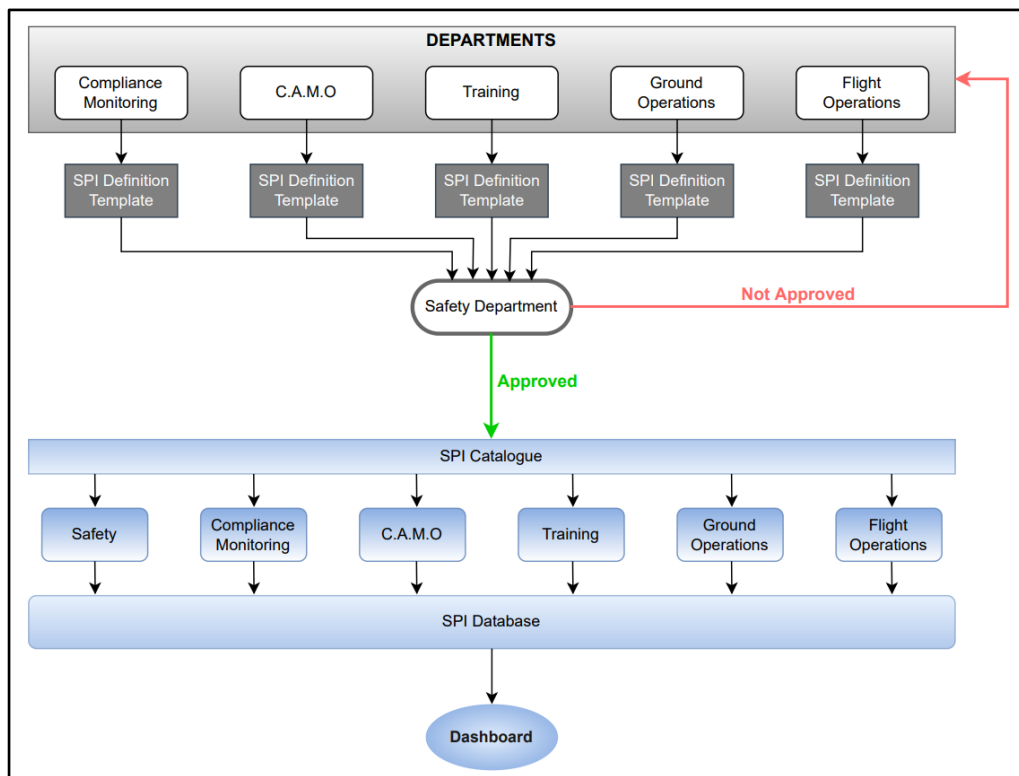 DEPARTMENTS
Compliance
Monitoring
C.A.M.O
Training
Ground
Operations
Flight
Operations
SPI Definition
Template
SPI Definition
Template
SPI Definition
Template
SPI Definition
Template
SPI Definition
Template
Safety Department
Not Approved
Approved
SPI Catalogue
Safety
Compliance
Monitoring
C.A.M.O
Training
Ground
Operations
Flight
Operations
SPI Database
Dashboard